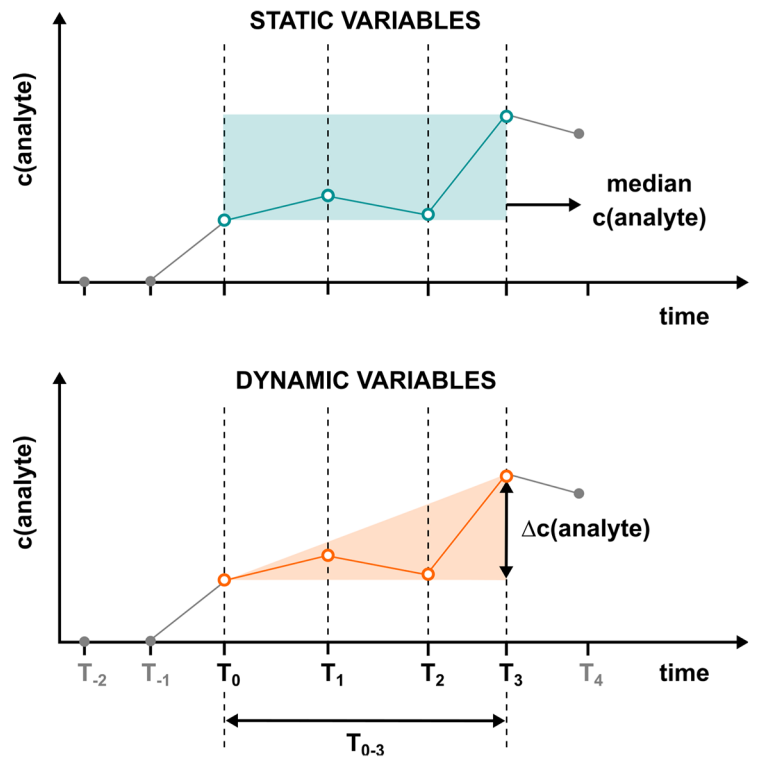 STATIC VARIABLES
c(analyte)
median
c(analyte)
time
DYNAMIC VARIABLES
c(analyte)
Δc(analyte)
T-2 T-1 T0 T1 T2 T3 T4 time
T0-3